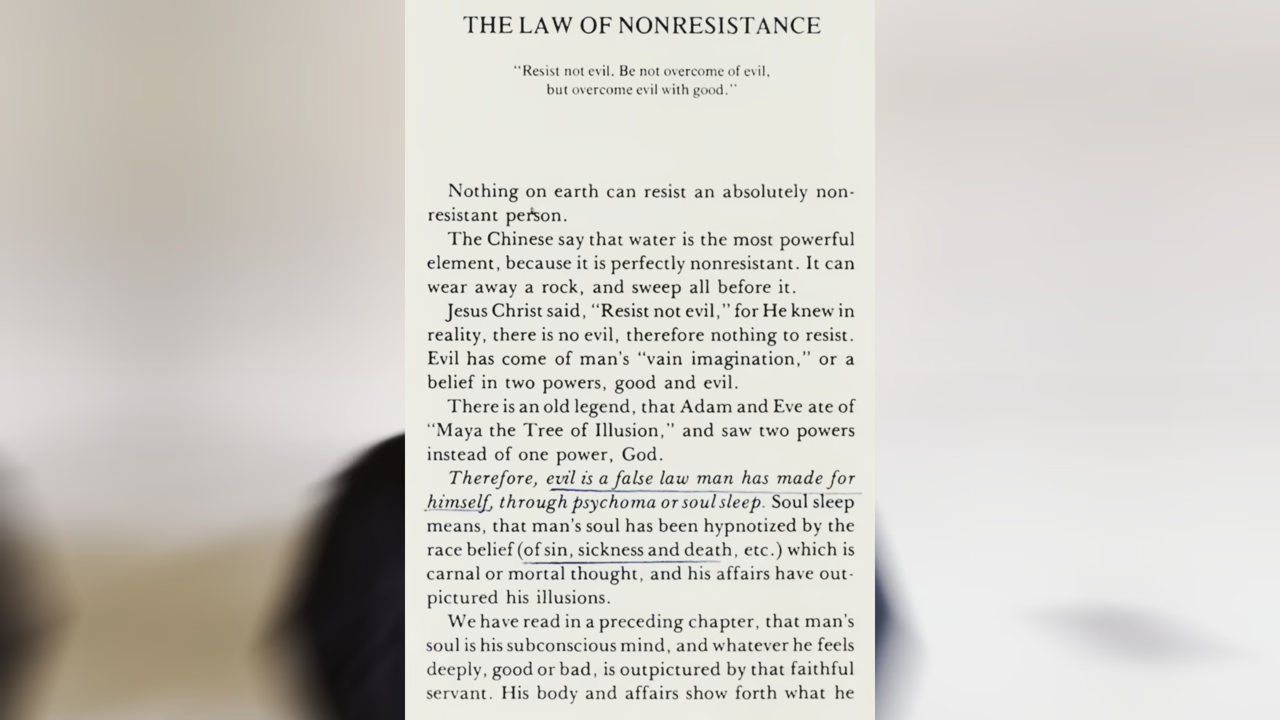 THE LAW OF NONRESISTANCE
“Resist not evil. Be not overcome of evil,
but overcome evil with good.”
Nothing on earth can resist an absolutely non-
resistant person.
The Chinese say that water is the most powerful
element, because it is perfectly nonresistant. It can
wear away a rock, and sweep all before it.
Jesus Christ said, “Resist not evil,” for He knew in
reality, there is no evil, therefore nothing to resist.
Evil has come of man’s “vain imagination,” or a
belief in two powers, good and evil.
There is an old legend, that Adam and Eve ate of
“Maya the Tree of Illusion,” and saw two powers
instead of one power, God.
Therefore, evil is a false law man has made for
himself, through psychoma or soul sleep. Soul sleep
means, that man’s soul has been hypnotized by the
race belief (of sin, sickness and death, etc.) which is
carnal or mortal thought, and his affairs have out-
pictured his illusions.
We have read in a preceding chapter, that man’s
soul is his subconscious mind, and whatever he feels
deeply, good or bad, is outpictured by that faithful
servant. His body and affairs show forth what he